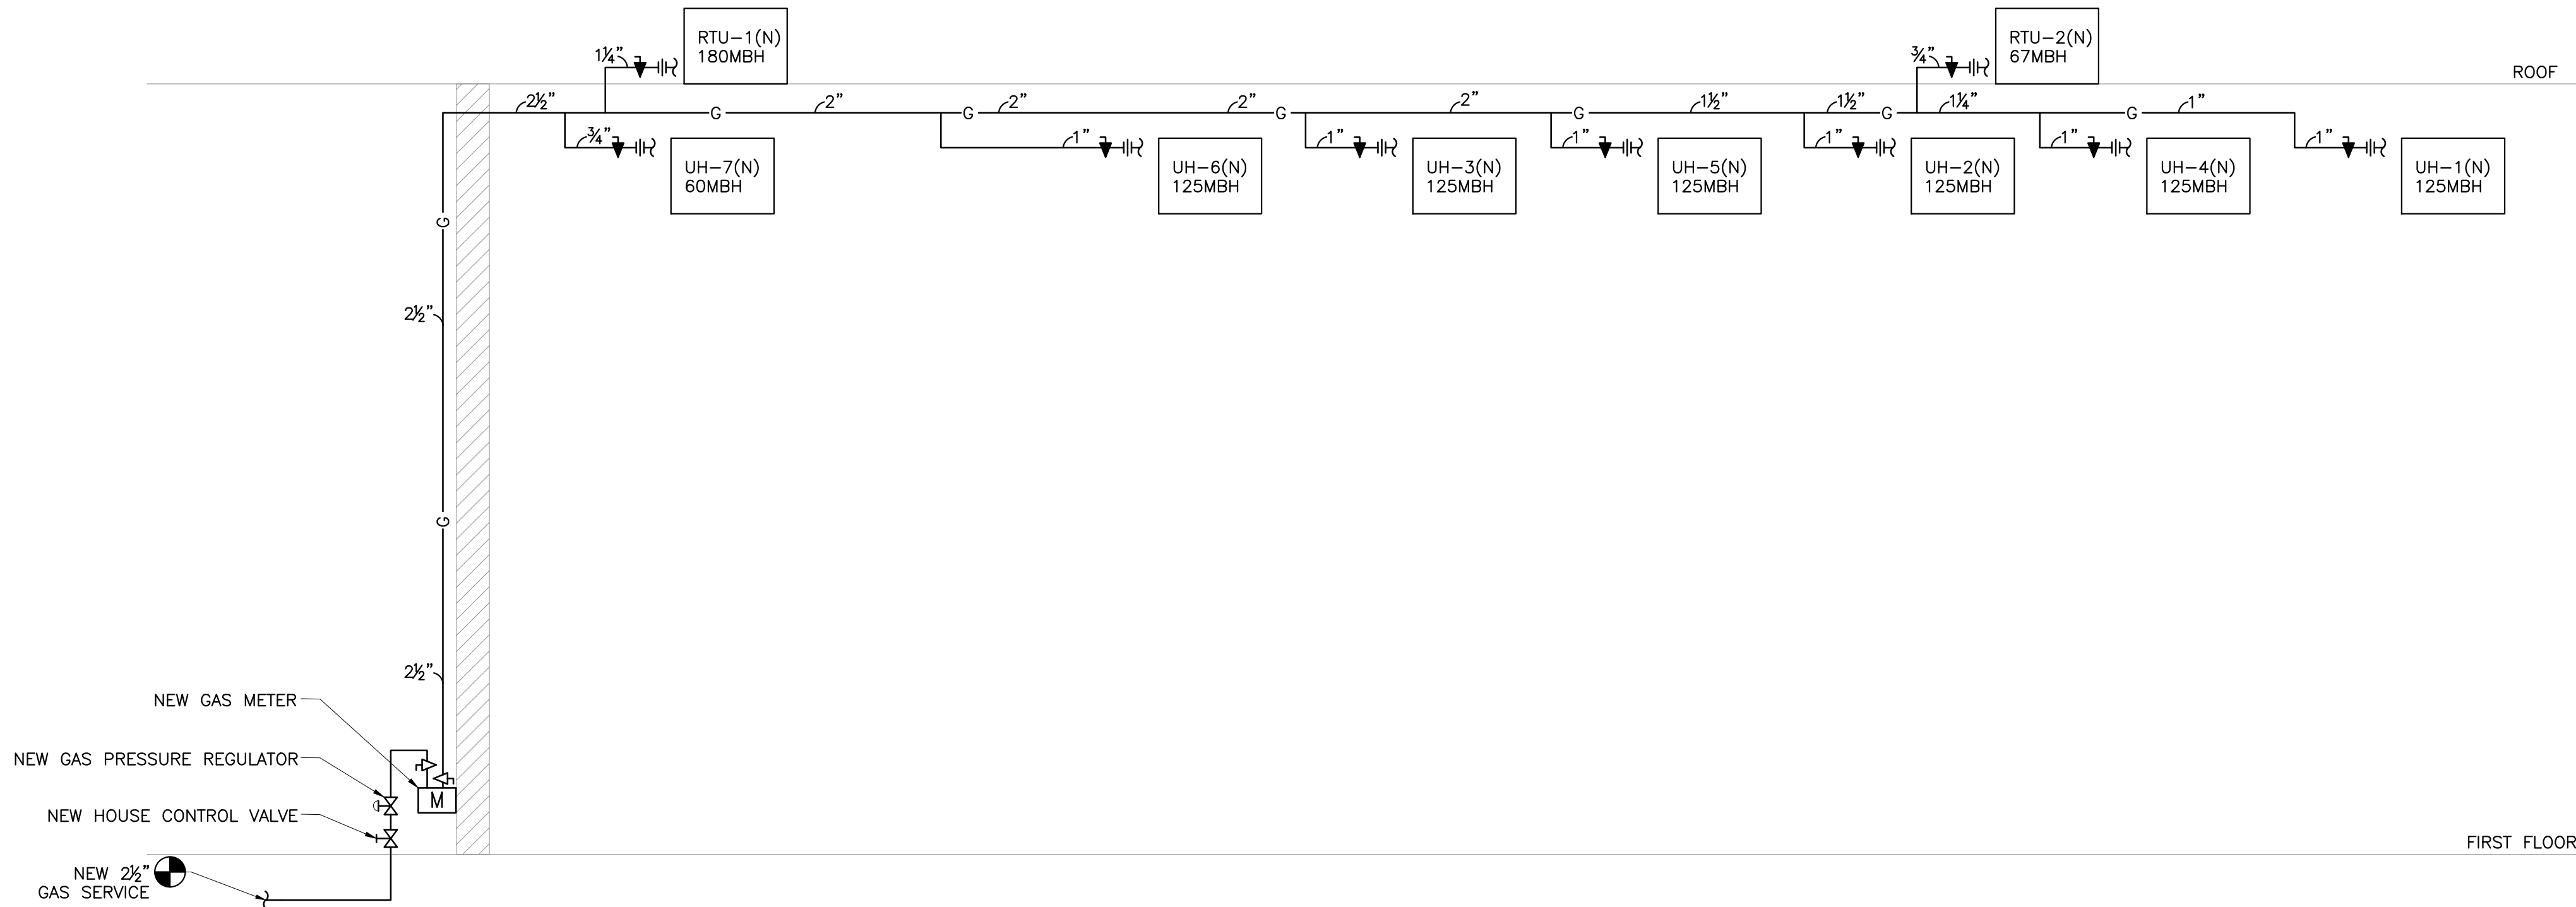 RTU-1(N)
180MBH
RTU-2(N)
67MBH
1¼"
¾"
ROOF
2½"
G
2"
G
2"
2"
G
2"
G
1½"
1½"
G
1¼"
G
1"
¾"
1"
1"
1"
1"
1"
1"
UH-7(N)
60MBH
UH-6(N)
125MBH
UH-3(N)
125MBH
UH-5(N)
125MBH
UH-2(N)
125MBH
UH-4(N)
125MBH
UH-1(N)
125MBH
G
2½"
G
2½"
NEW GAS METER
NEW GAS PRESSURE REGULATOR
M
NEW HOUSE CONTROL VALVE
FIRST FLOOR
NEW 2½"
GAS SERVICE